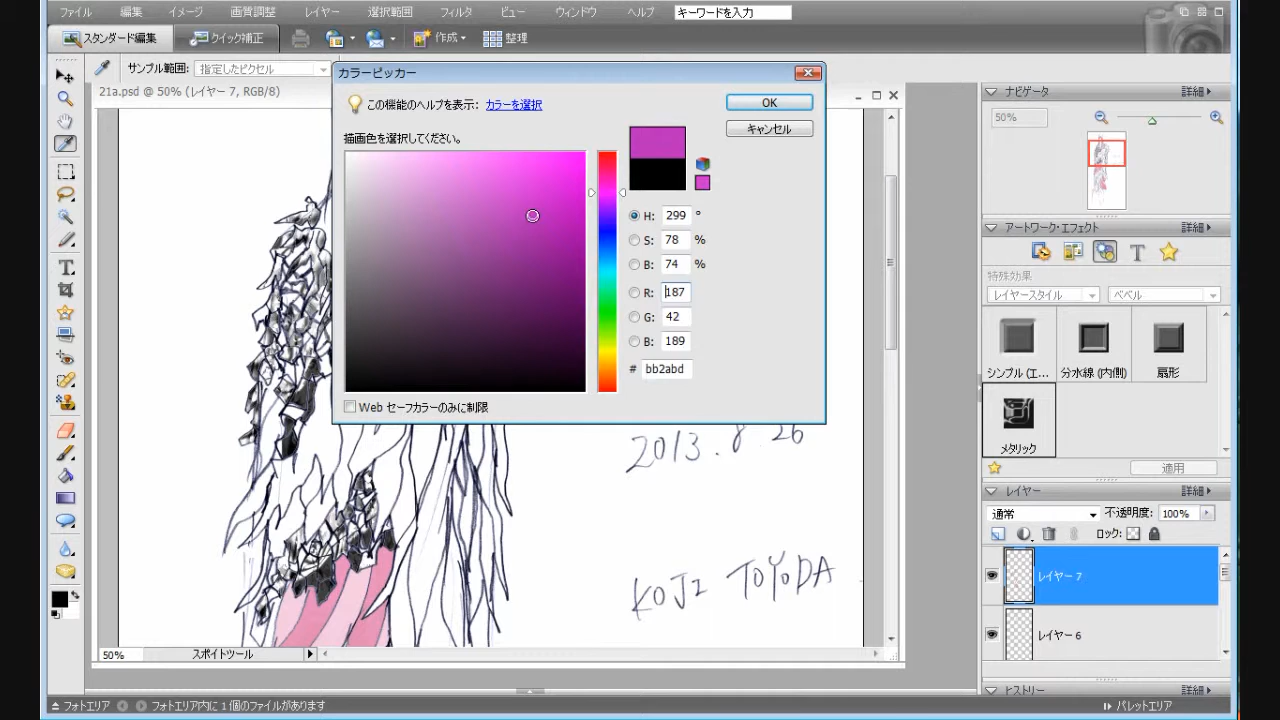 ファイル 編集 イメージ 画質調整 レイヤー 選択範囲 フィルタ ビュー ウィンドウ ヘルプ キーワードを入力
スタンダード編集 クイック補正 作成 整理
サンプル範囲: 指定したピクセル
21a.psd @ 50% (レイヤー 7, RGB/8)
カラーピッカー
この機能のヘルプを表示: カラーを選択
OK
キャンセル
描画色を選択してください。
H: 299 °
S: 78 %
B: 74 %
R: 187
G: 42
B: 189
# bb2abd
Web セーフカラーのみに制限
2013.8.26
KOJI TOYODA
50% スポイトツール
ナビゲータ 詳細
50%
アートワーク・エフェクト 詳細
特殊効果
レイヤースタイル ベベル
シンプル (エ... 分水線 (内側) 扇形
メタリック
適用
レイヤー 詳細
通常 不透明度: 100%
ロック:
レイヤー 7
レイヤー 6
ヒストリー 詳細
フォトエリア フォトエリア内に 1 個のファイルがあります パレットエリア